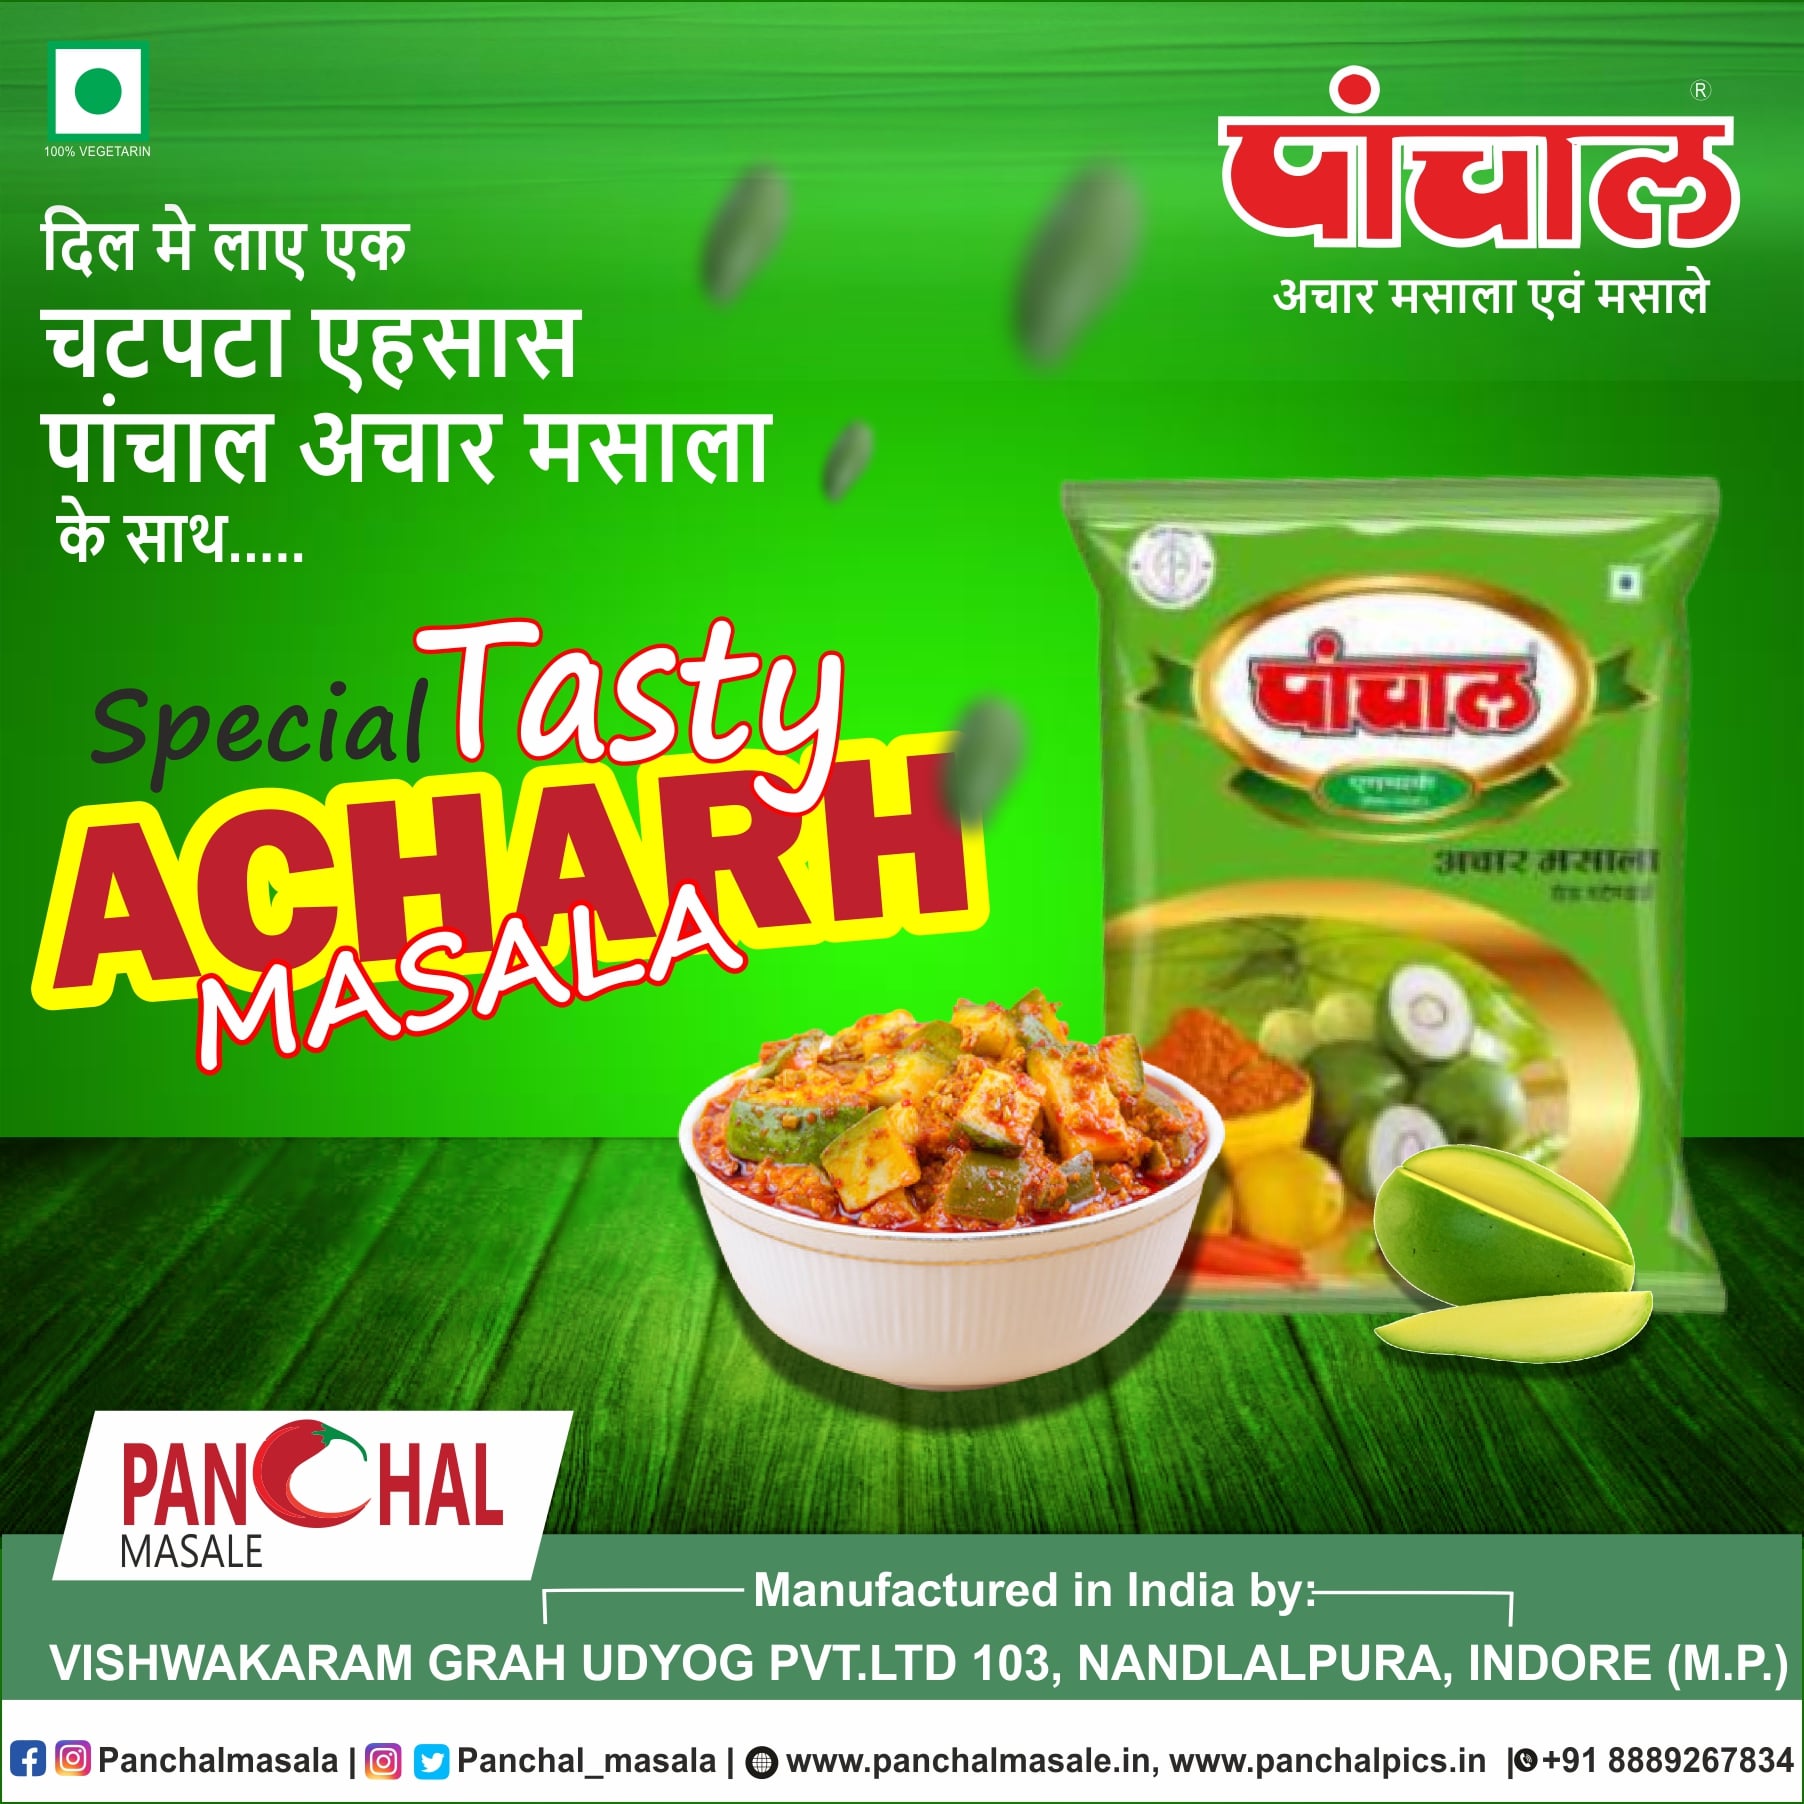 100% VEGETARIN
पांचाल ®
अचार मसाला एवं मसाले
दिल मे लाए एक
चटपटा एहसास
पांचाल अचार मसाला
के साथ.....
Special Tasty
ACHARH
MASALA
पांचाल
अचार मसाला
PANCHAL
MASALE
Manufactured in India by:
VISHWAKARAM GRAH UDYOG PVT.LTD 103, NANDLALPURA, INDORE (M.P.)
Panchalmasala | Panchal_masala | www.panchalmasale.in, www.panchalpics.in | +91 8889267834